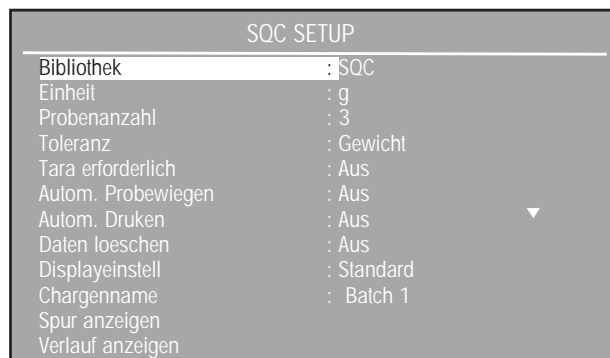 SQC SETUP
Bibliothek : SQC
Einheit : g
Probenanzahl : 3
Toleranz : Gewicht
Tara erforderlich : Aus
Autom. Probewiegen : Aus
Autom. Druken : Aus
Daten loeschen : Aus
Displayeinstell : Standard
Chargenname : Batch 1
Spur anzeigen
Verlauf anzeigen